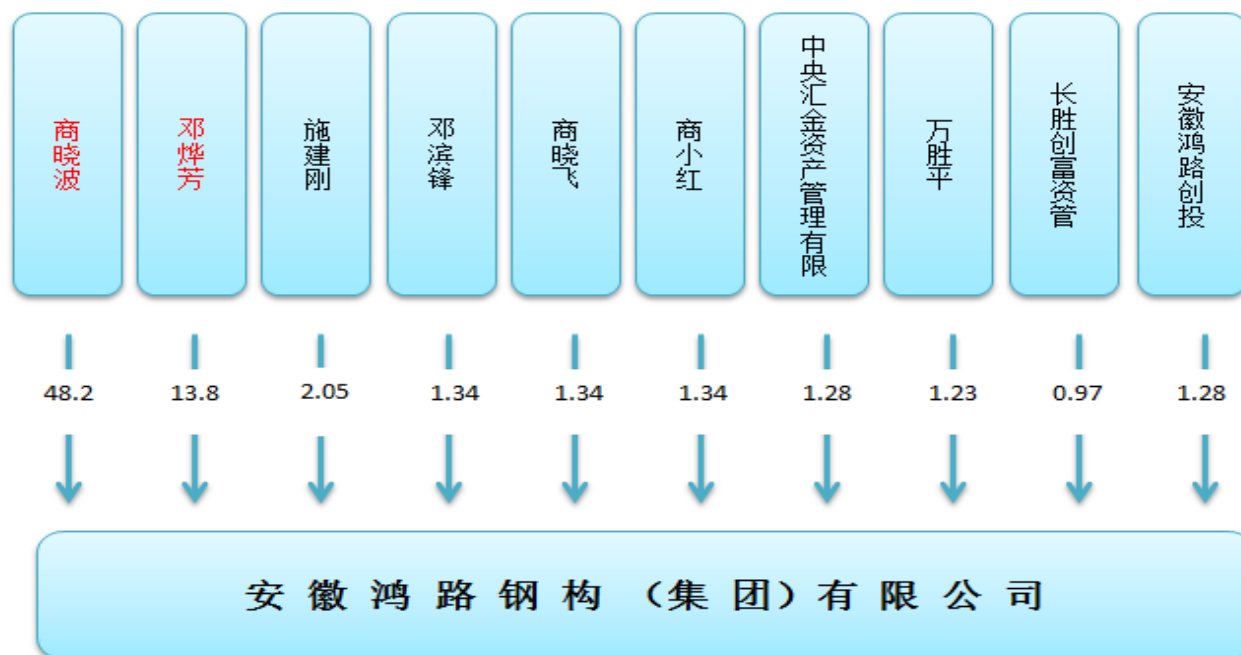 商晓波
邓烨芳
施建刚
邓滨锋
商晓飞
商小红
中央汇金资产管理有限
万胜平
长胜创富资管
安徽鸿路创投
48.2
13.8
2.05
1.34
1.34
1.34
1.28
1.23
0.97
1.28
安徽鸿路钢构（集团）有限公司